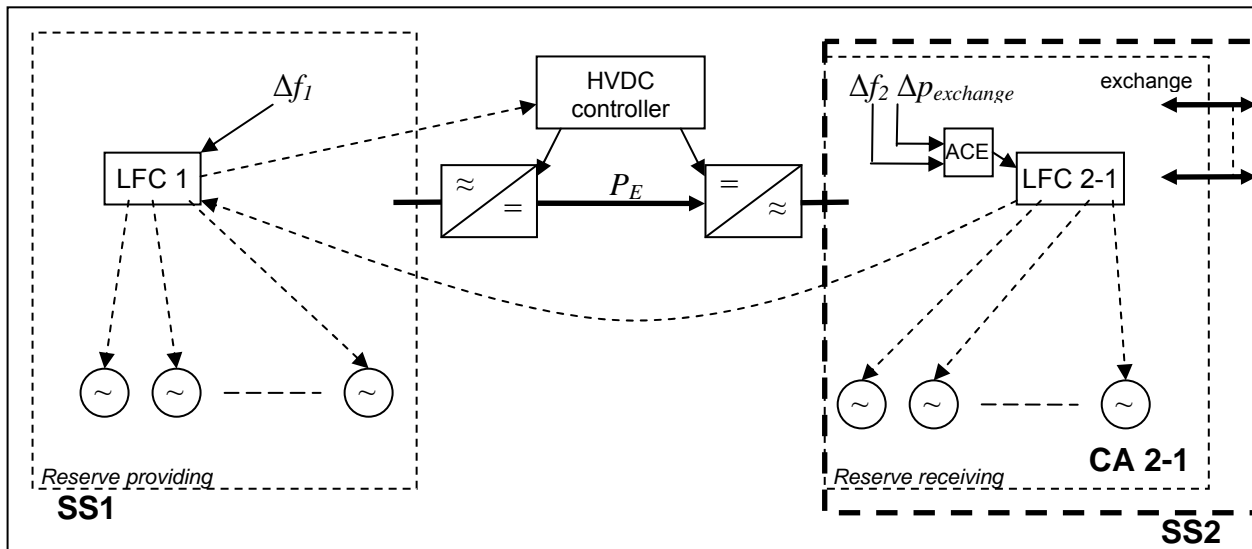 Δf1
LFC 1
HVDC
controller
≈
=
PE
=
≈
Δf2 Δpexchange
exchange
ACE
LFC 2-1
~
~
~
~
~
~
Reserve providing
SS1
CA 2-1
Reserve receiving
SS2